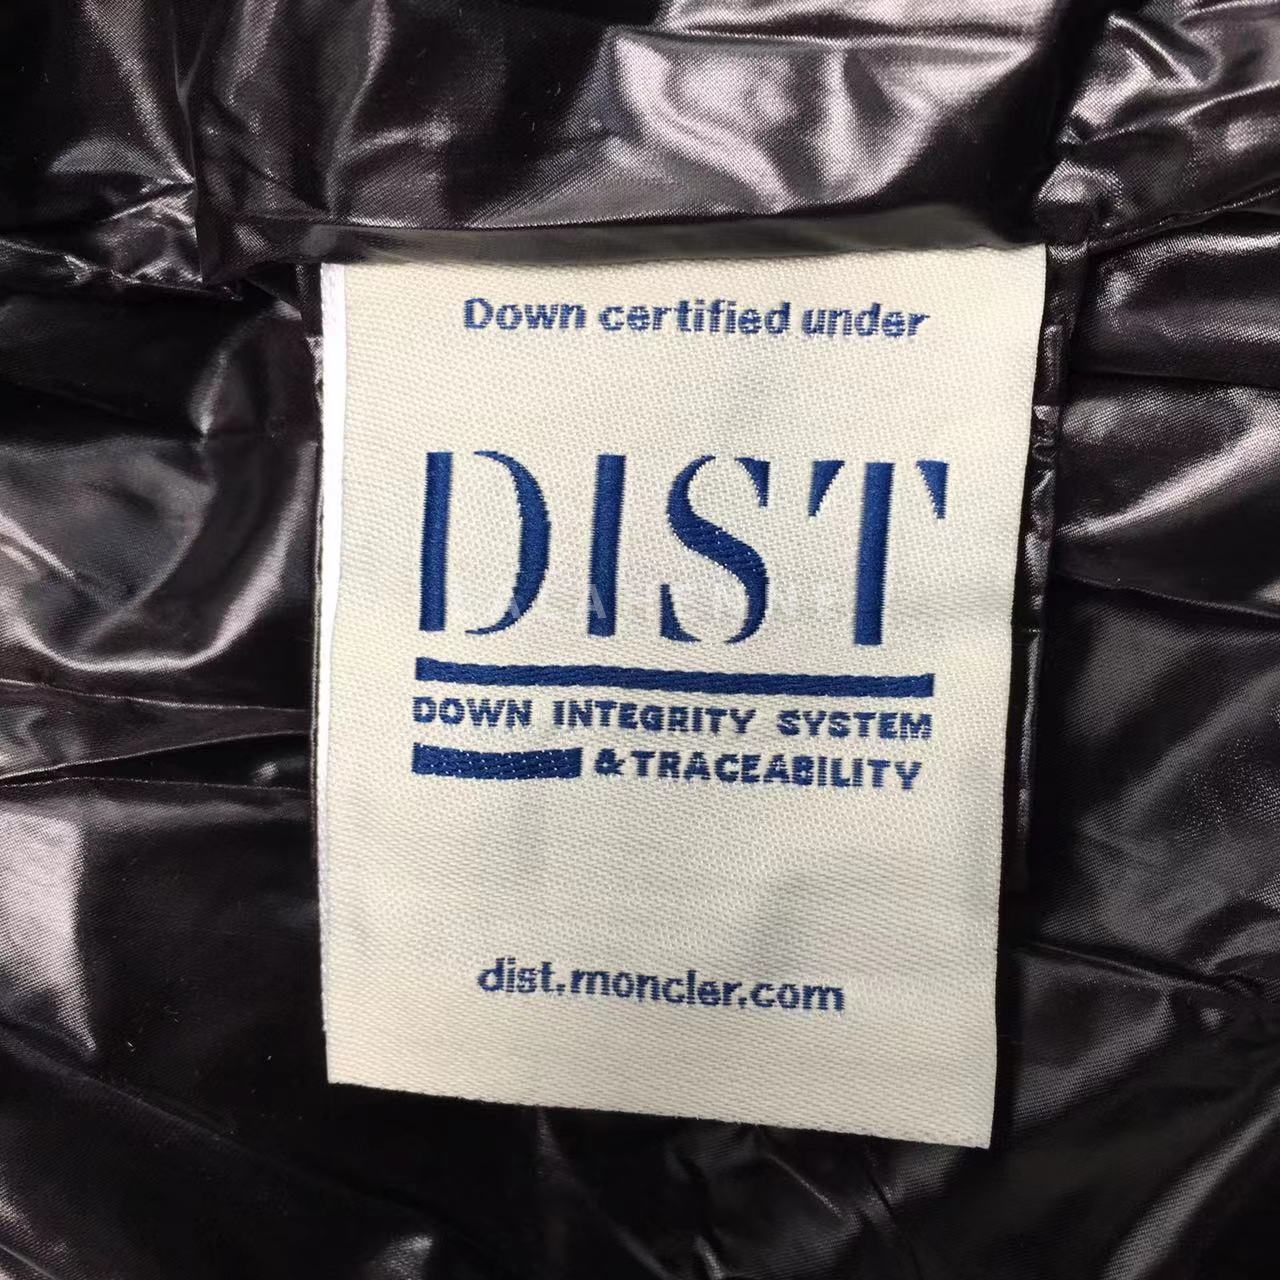 Down certified under
DIST
DOWN INTEGRITY SYSTEM
& TRACEABILITY
dist.moncler.com